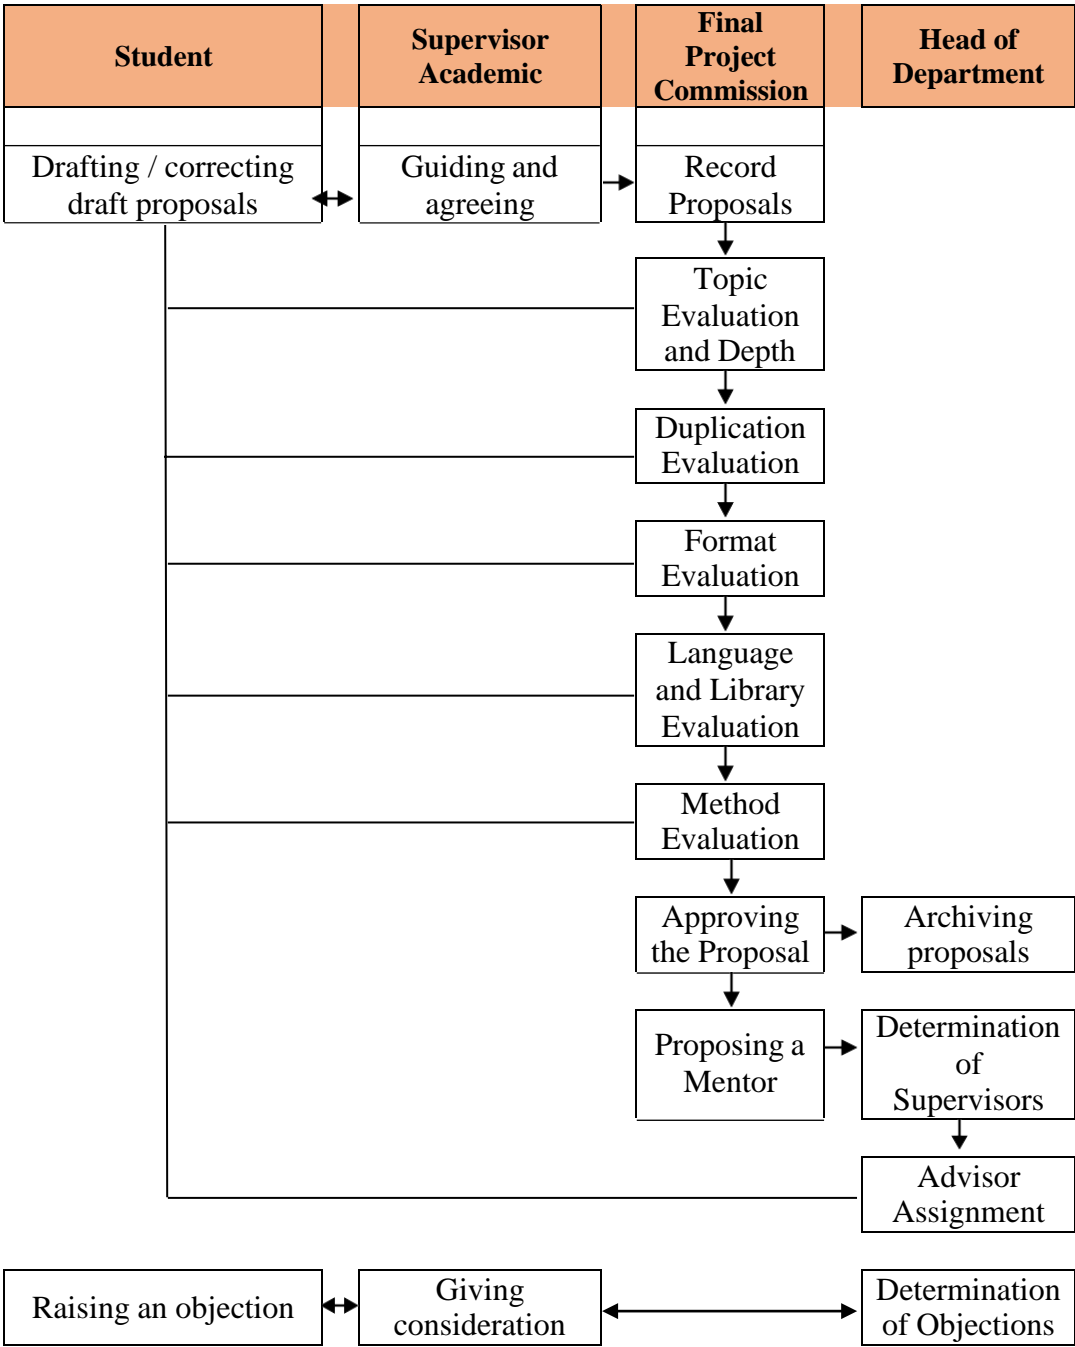 Student
Supervisor
Academic
Final
Project
Commission
Head of
Department
Drafting / correcting
draft proposals
Guiding and
agreeing
Record
Proposals
Topic
Evaluation
and Depth
Duplication
Evaluation
Format
Evaluation
Language
and Library
Evaluation
Method
Evaluation
Approving
the Proposal
Archiving
proposals
Proposing a
Mentor
Determination
of
Supervisors
Advisor
Assignment
Raising an objection
Giving
consideration
Determination
of Objections